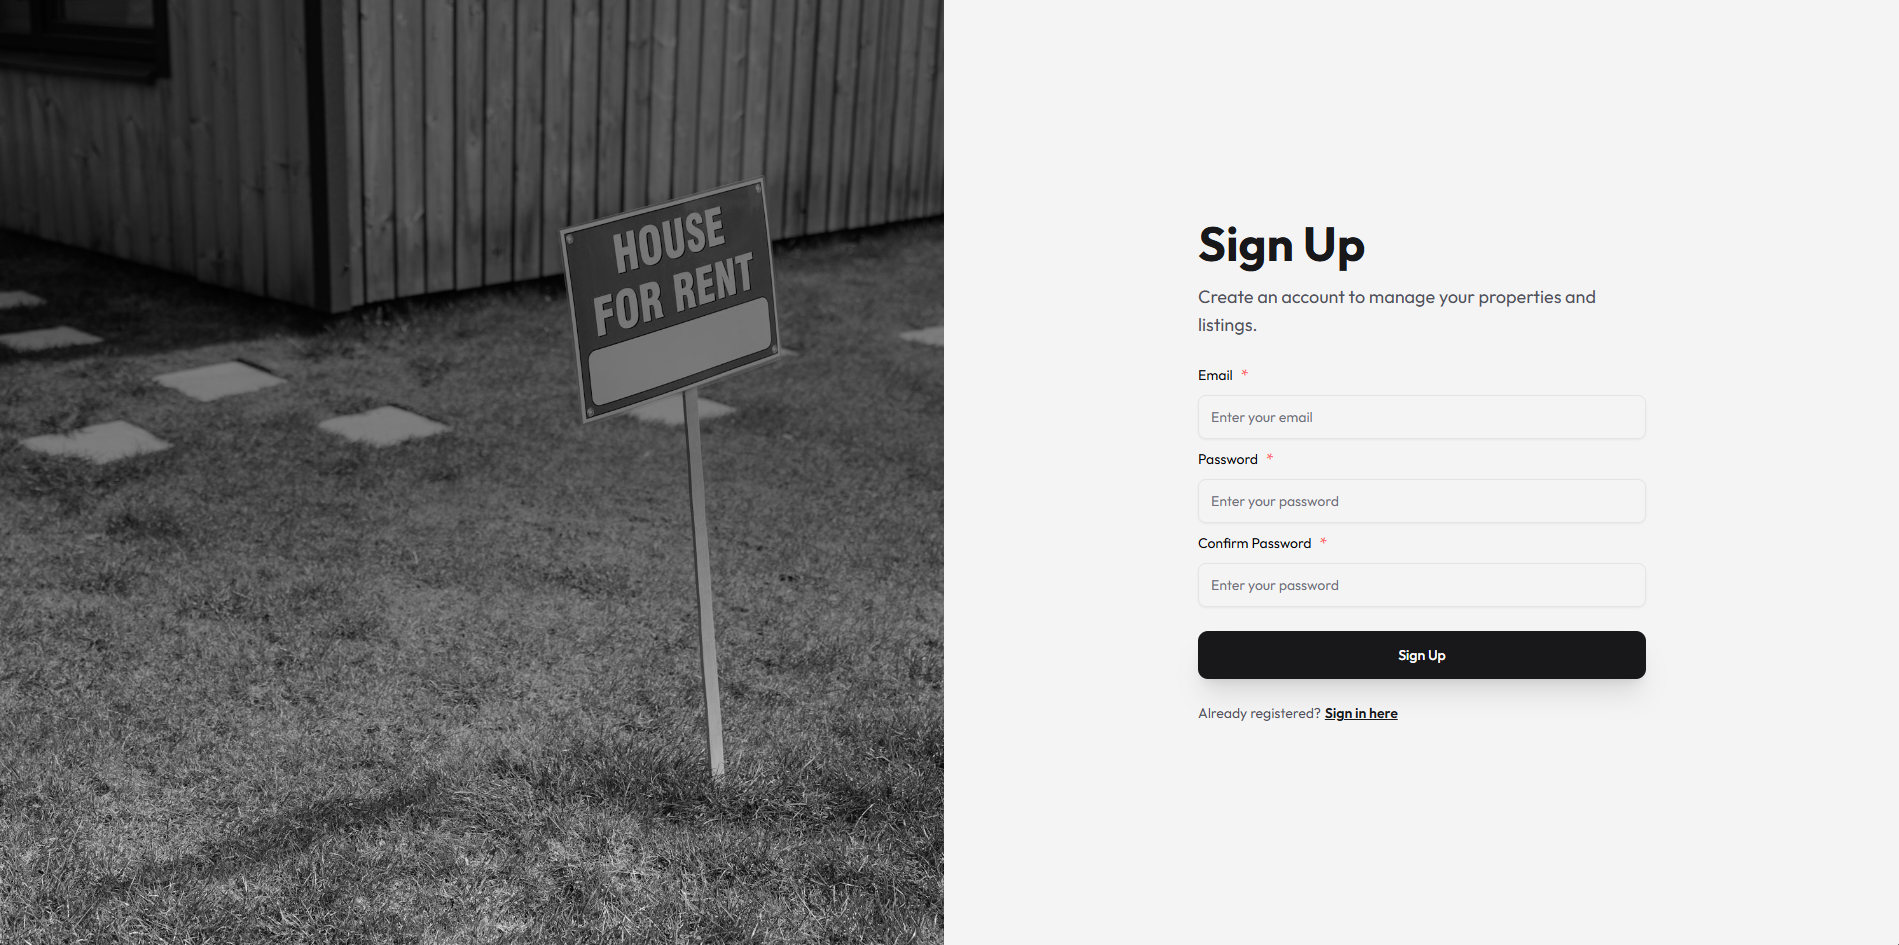 HOUSE
FOR RENT
Sign Up
Create an account to manage your properties and
listings.
Email *
Enter your email
Password *
Enter your password
Confirm Password *
Enter your password
Sign Up
Already registered? Sign in here